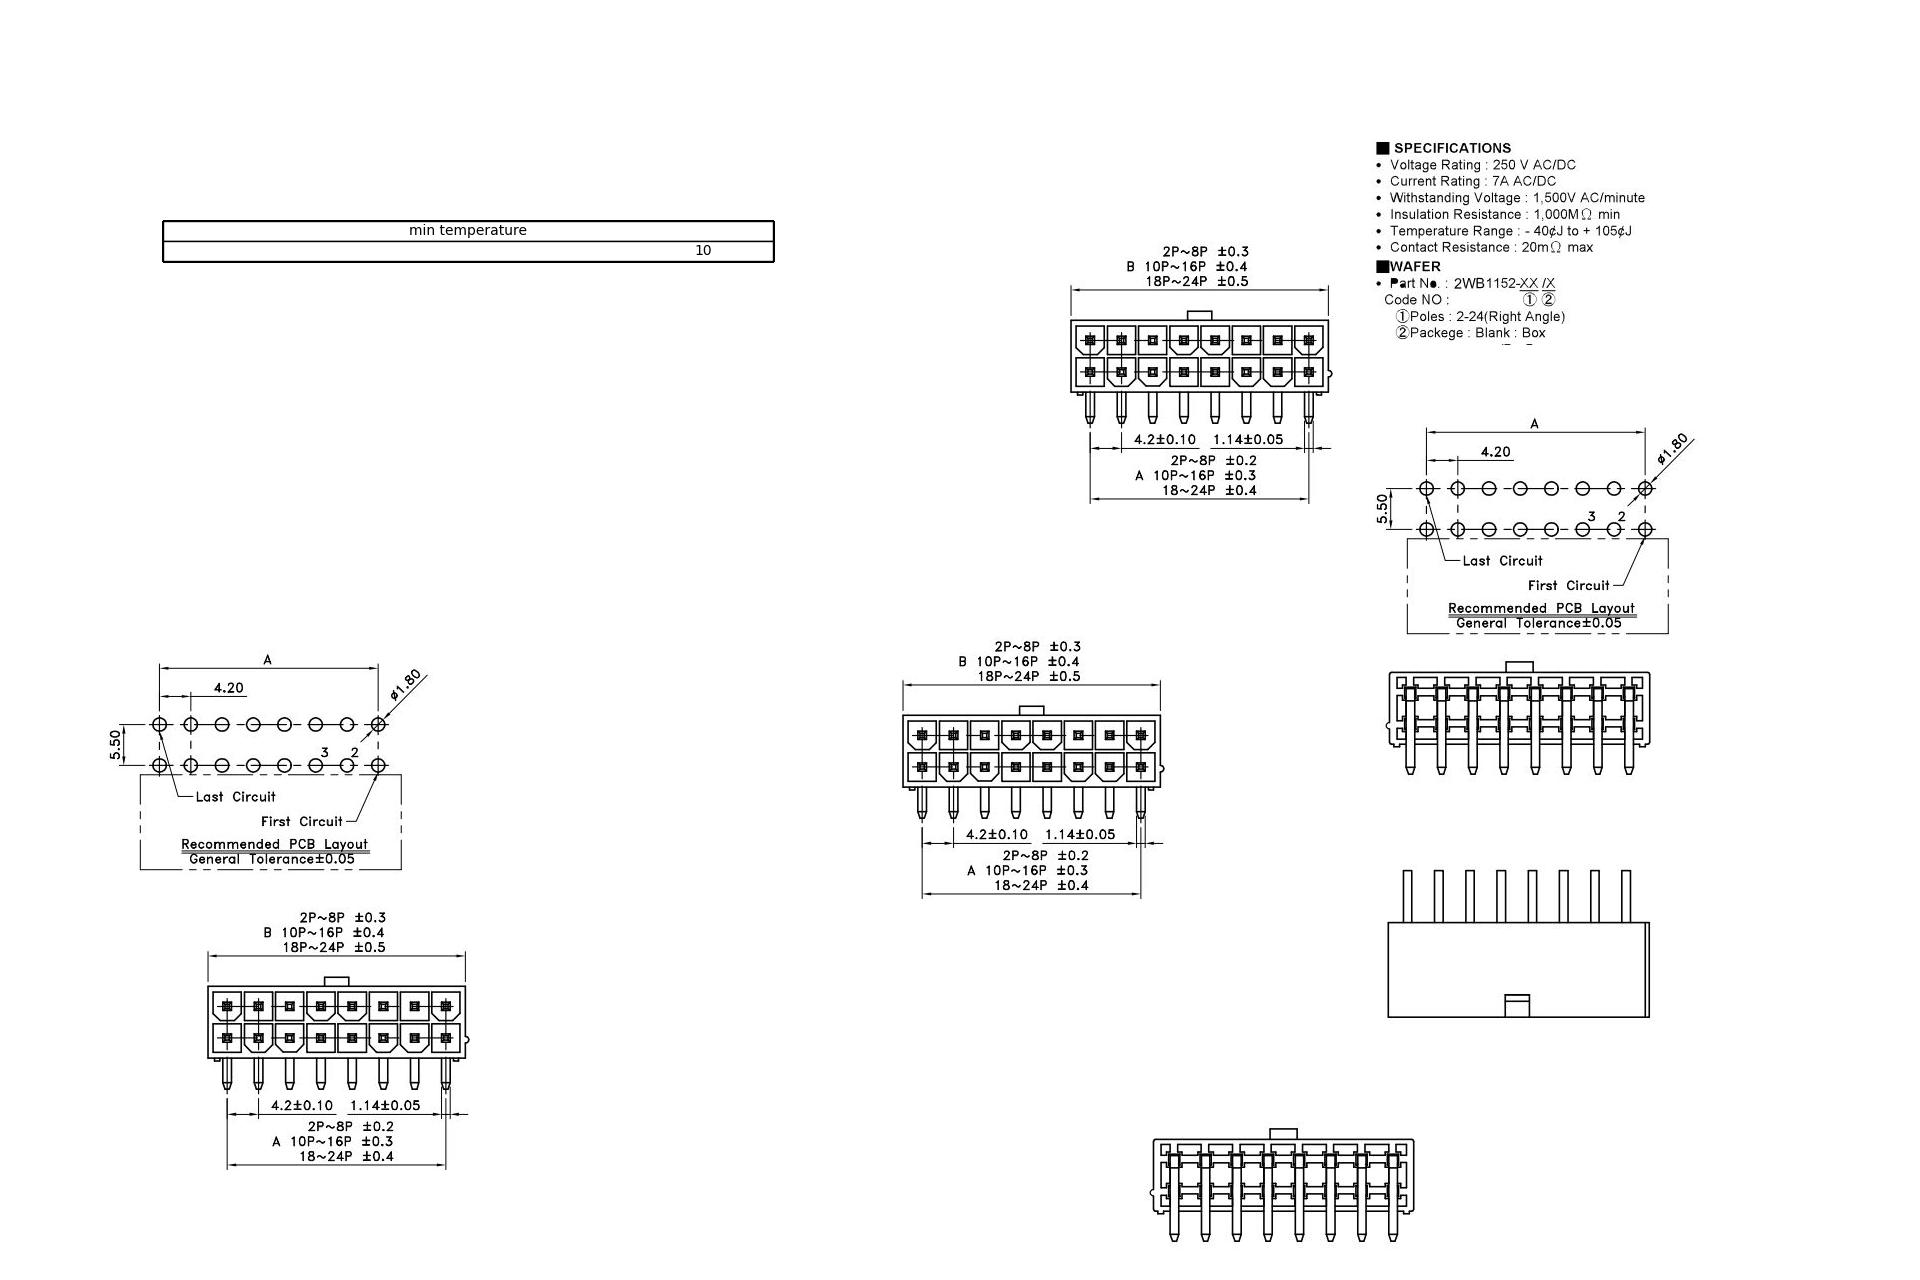 ■ SPECIFICATIONS
• Voltage Rating : 250 V AC/DC
• Current Rating : 7A AC/DC
• Withstanding Voltage : 1,500V AC/minute
• Insulation Resistance : 1,000MΩ min
• Temperature Range : - 40¢J to + 105¢J
• Contact Resistance : 20mΩ max
■WAFER
• Part No. : 2WB1152-XX /X
Code NO : ① ②
①Poles : 2-24(Right Angle)
②Packege : Blank : Box
min temperature
10
2P~8P ±0.3
B 10P~16P ±0.4
18P~24P ±0.5
4.2±0.10 1.14±0.05
2P~8P ±0.2
A 10P~16P ±0.3
18~24P ±0.4
A
4.20
ø1.80
5.50
3 2
Last Circuit
First Circuit
Recommended PCB Layout
General Tolerance±0.05
2P~8P ±0.3
B 10P~16P ±0.4
18P~24P ±0.5
4.2±0.10 1.14±0.05
2P~8P ±0.2
A 10P~16P ±0.3
18~24P ±0.4
A
4.20
ø1.80
5.50
3 2
Last Circuit
First Circuit
Recommended PCB Layout
General Tolerance±0.05
2P~8P ±0.3
B 10P~16P ±0.4
18P~24P ±0.5
4.2±0.10 1.14±0.05
2P~8P ±0.2
A 10P~16P ±0.3
18~24P ±0.4